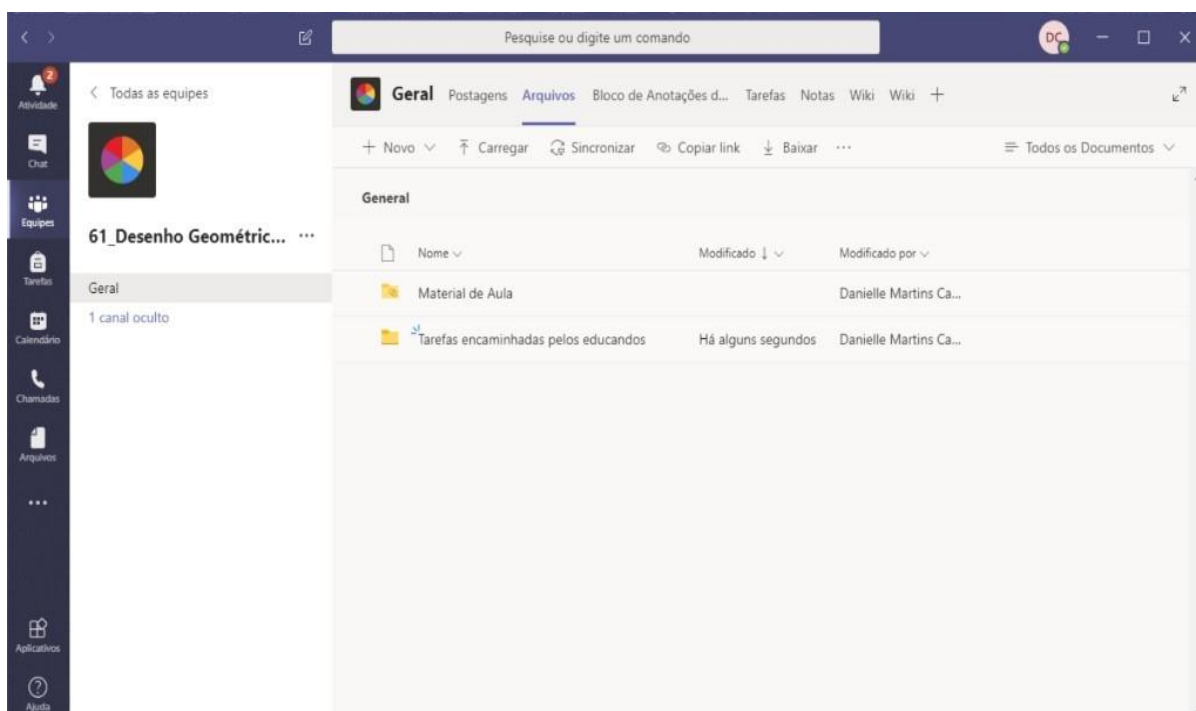 Pesquise ou digite um comando
DC
2
Atividade
Chat
Equipes
Tarefas
Calendário
Chamadas
Arquivos
Aplicativos
Ajuda
Todas as equipes
61_Desenho Geométric... ...
Geral
1 canal oculto
Geral Postagens Arquivos Bloco de Anotações d... Tarefas Notas Wiki Wiki
Novo Carregar Sincronizar Copiar link Baixar ... Todos os Documentos
General
Nome Modificado Modificado por
Material de Aula Danielle Martins Ca...
Tarefas encaminhadas pelos educandos Há alguns segundos Danielle Martins Ca...